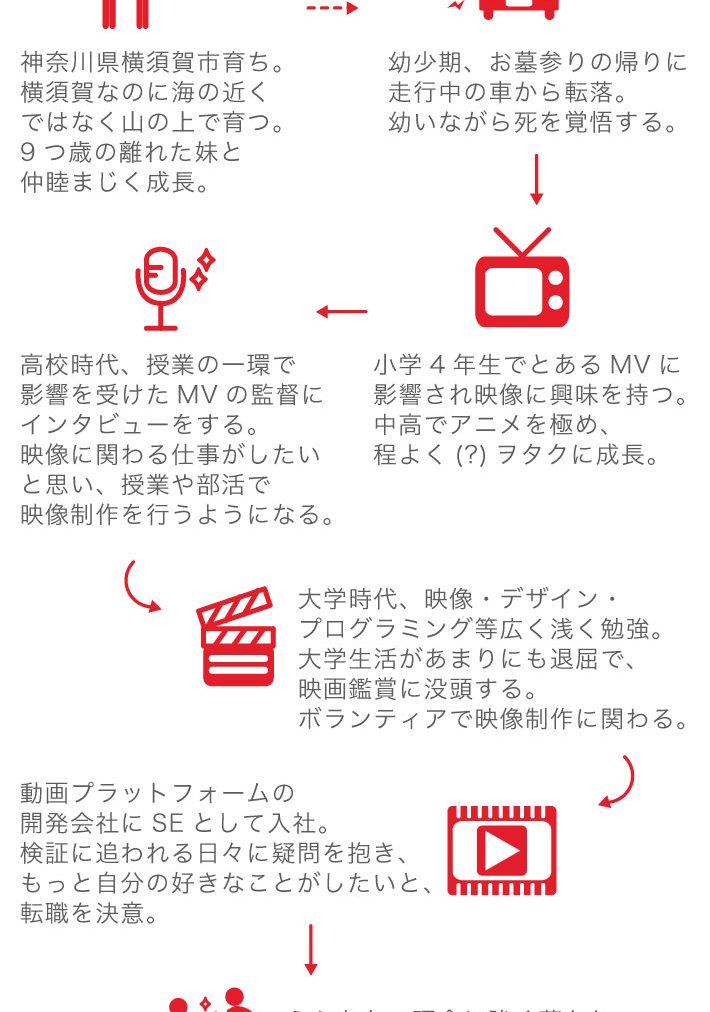 神奈川県横須賀市育ち。
横須賀なのに海の近く
ではなく山の上で育つ。
9つ歳の離れた妹と
仲睦まじく成長。
幼少期、お墓参りの帰りに
走行中の車から転落。
幼いながら死を覚悟する。
小学4年生でとあるMVに
影響され映像に興味を持つ。
中高でアニメを極め、
程よく(?)ヲタクに成長。
高校時代、授業の一環で
影響を受けたMVの監督に
インタビューをする。
映像に関わる仕事がしたい
と思い、授業や部活で
映像制作を行うようになる。
大学時代、映像・デザイン・
プログラミング等広く浅く勉強。
大学生活があまりにも退屈で、
映画鑑賞に没頭する。
ボランティアで映像制作に関わる。
動画プラットフォームの
開発会社にSEとして入社。
検証に追われる日々に疑問を抱き、
もっと自分の好きなことがしたいと、
転職を決意。